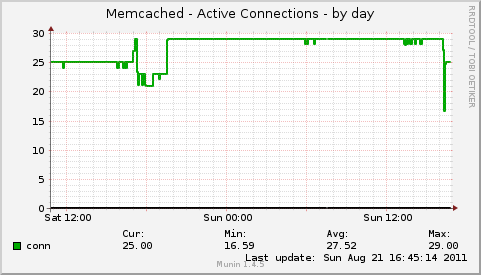 Memcached - Active Connections - by day
RRDTOOL / TOBI OETIKER
30
25
20
15
10
5
0
Sat 12:00 Sun 00:00 Sun 12:00
Cur: Min: Avg: Max:
conn 25.00 16.59 27.52 29.00
Last update: Sun Aug 21 16:45:14 2011
Munin 1.4.5